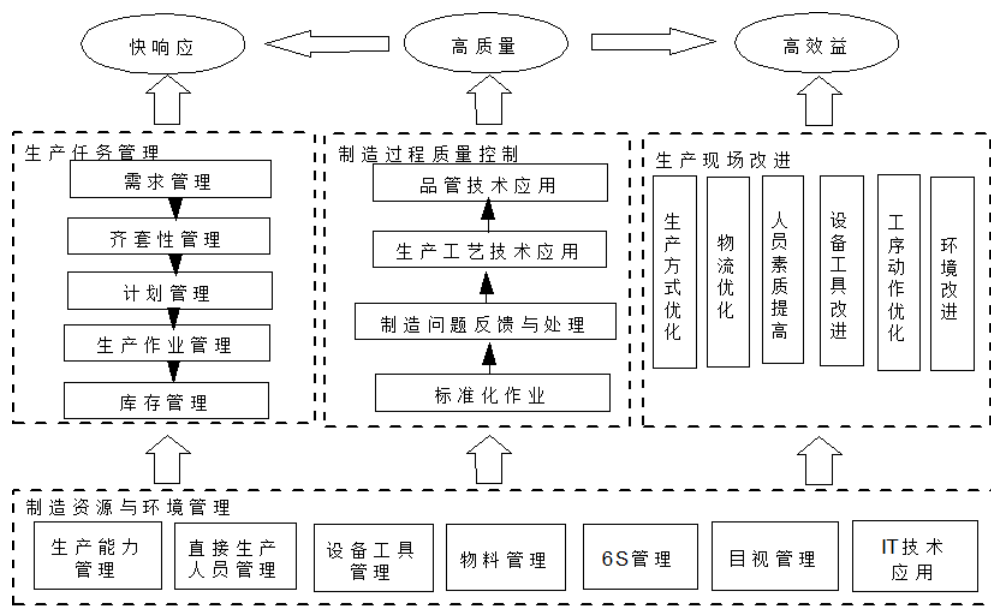 快响应
高质量
高效益
生产任务管理
需求管理
齐套性管理
计划管理
生产作业管理
库存管理
制造过程质量控制
品管技术应用
生产工艺技术应用
制造问题反馈与处理
标准化作业
生产现场改进
生产方式优化
物流优化
人员素质提高
设备工具改进
工序动作优化
环境改进
制造资源与环境管理
生产能力
管理
直接生产
人员管理
设备工具
管理
物料管理
6S管理
目视管理
IT技术
应用